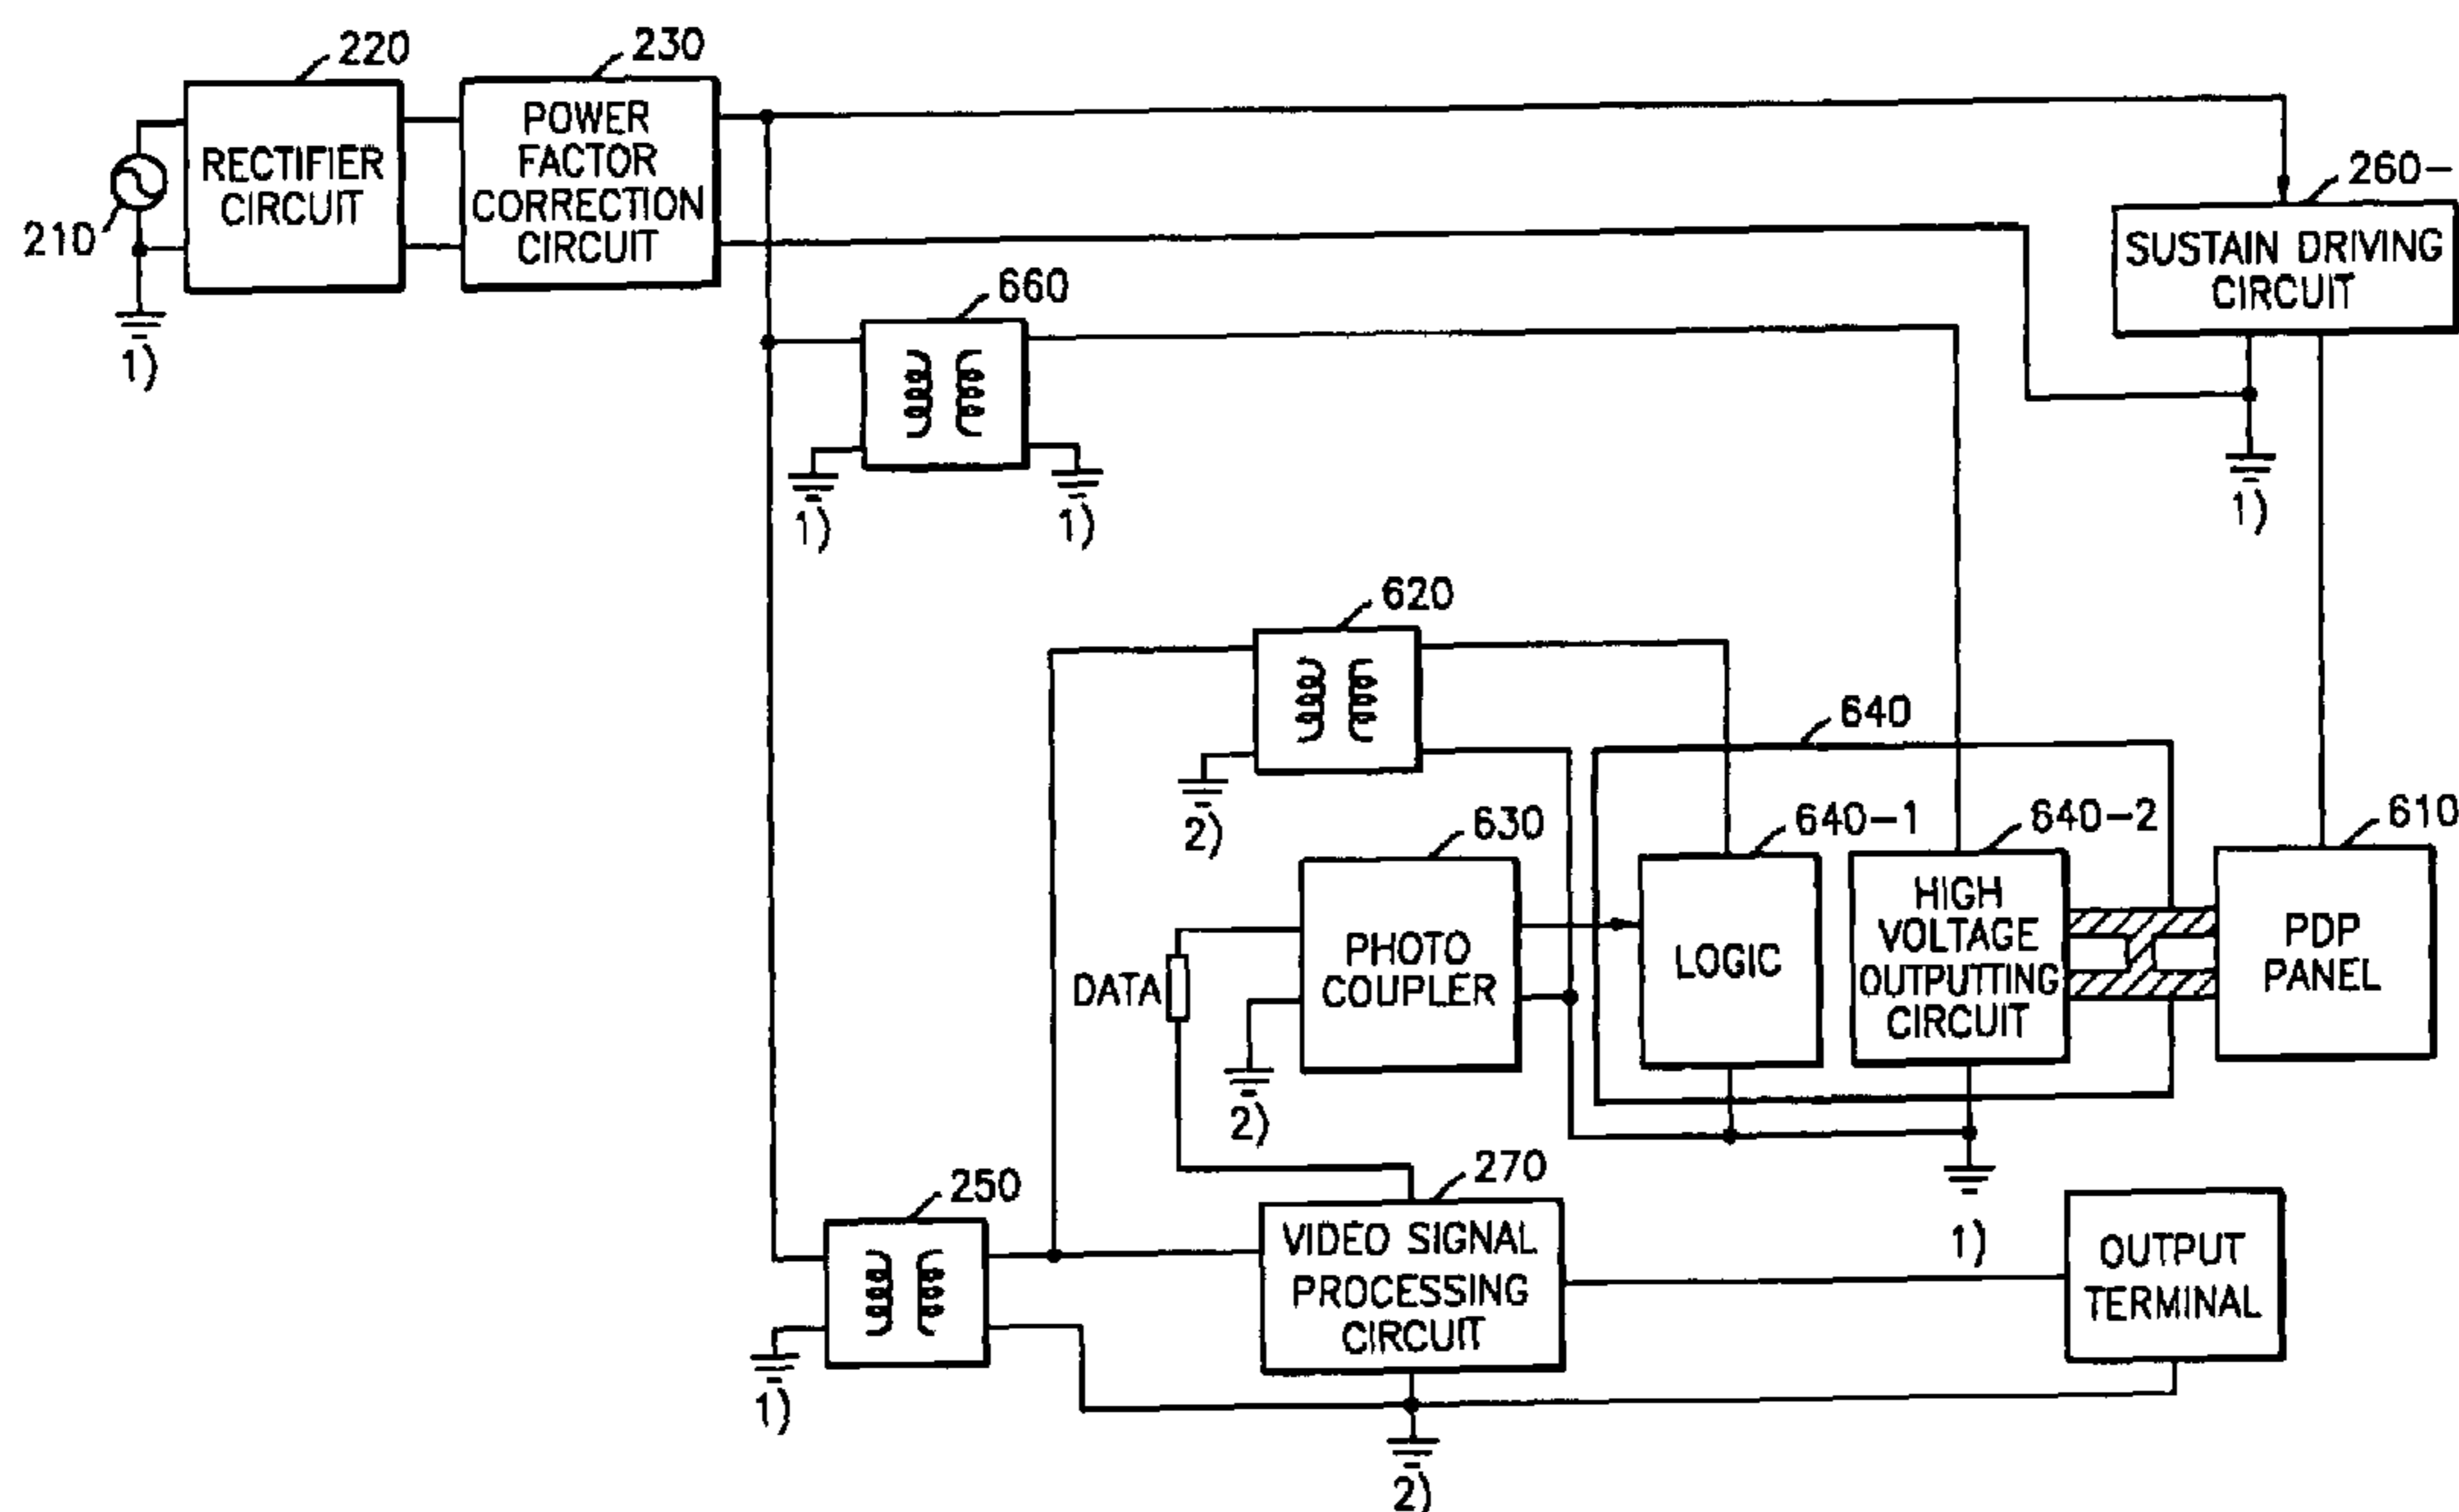 220
230
RECTIFIER
CIRCUIT
POWER
FACTOR
CORRECTION
CIRCUIT
210
1)
260-
SUSTAIN DRIVING
CIRCUIT
1)
660
1)
1)
620
2)
640
630
640-1
640-2
610
PHOTO
COUPLER
LOGIC
HIGH
VOLTAGE
OUTPUTTING
CIRCUIT
PDP
PANEL
DATA
2)
1)
250
1)
270
VIDEO SIGNAL
PROCESSING
CIRCUIT
OUTPUT
TERMINAL
2)